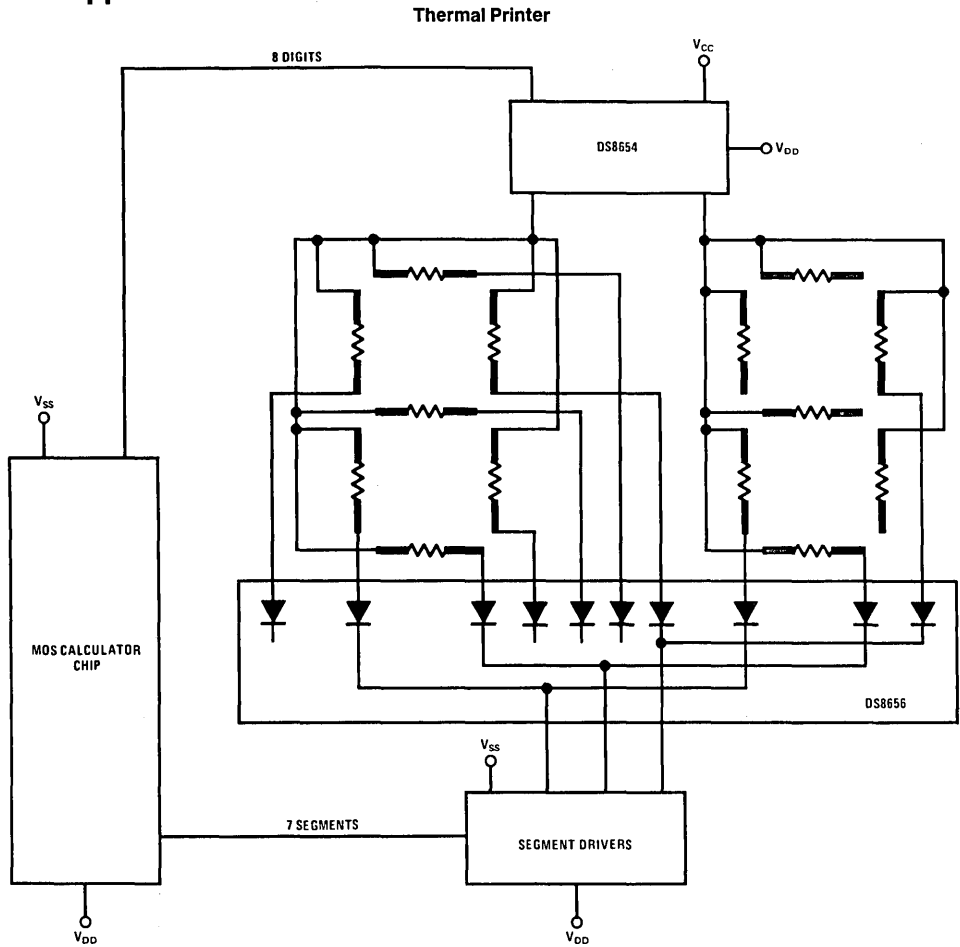 Thermal Printer
8 DIGITS
VCC
DS8654
VDD
VSS
MOS CALCULATOR
CHIP
DS8656
VSS
7 SEGMENTS
SEGMENT DRIVERS
VDD
VDD